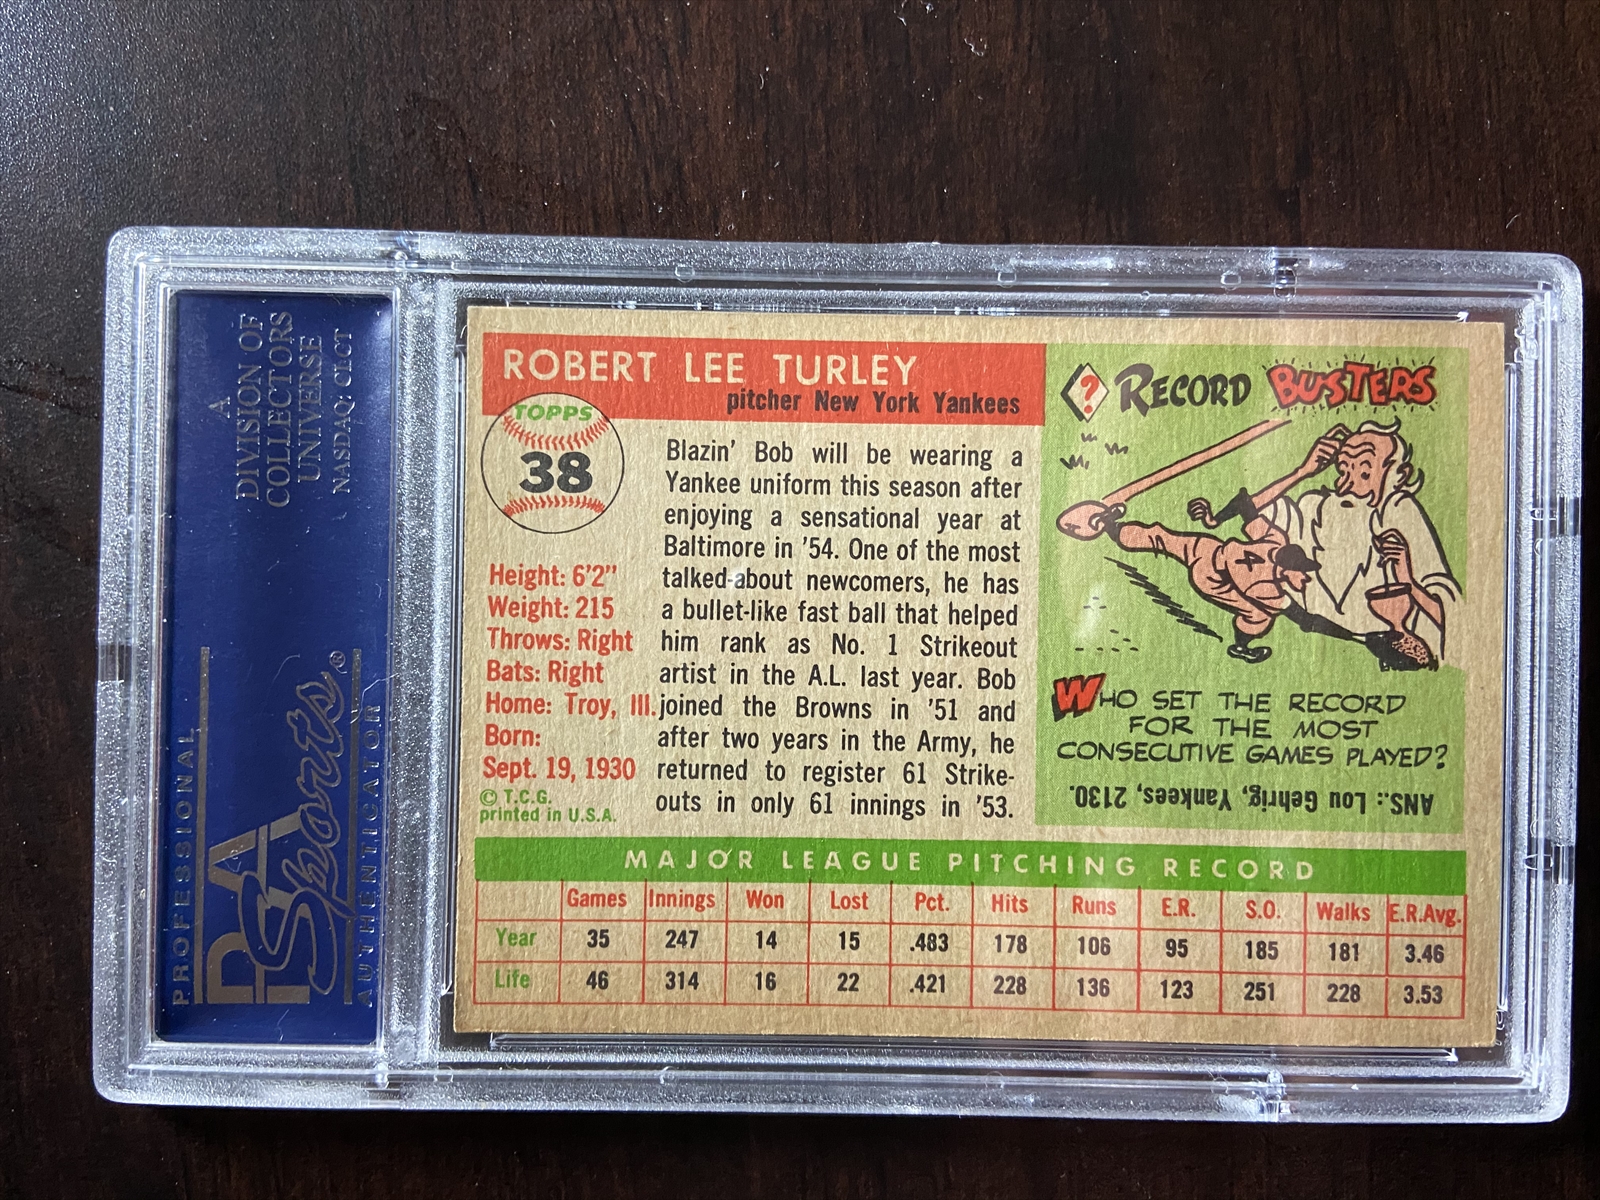 A
DIVISION OF
COLLECTORS
UNIVERSE
NASDAQ: CLCT
PROFESSIONAL
PSA
Sports®
AUTHENTICATOR
ROBERT LEE TURLEY
pitcher New York Yankees
TOPPS
38
Height: 6'2"
Weight: 215
Throws: Right
Bats: Right
Home: Troy, Ill.
Born:
Sept. 19, 1930
© T.C.G.
printed in U.S.A.
Blazin' Bob will be wearing a
Yankee uniform this season after
enjoying a sensational year at
Baltimore in '54. One of the most
talked-about newcomers, he has
a bullet-like fast ball that helped
him rank as No. 1 Strikeout
artist in the A.L. last year. Bob
joined the Browns in '51 and
after two years in the Army, he
returned to register 61 Strike-
outs in only 61 innings in '53.
? RECORD BUSTERS
4
WHO SET THE RECORD
FOR THE MOST
CONSECUTIVE GAMES PLAYED?
ANS.: Lou Gehrig, Yankees, 2130.
MAJOR LEAGUE PITCHING RECORD
Games Innings Won Lost Pct. Hits Runs E.R. S.O. Walks E.R.Avg.
Year 35 247 14 15 .483 178 106 95 185 181 3.46
Life 46 314 16 22 .421 228 136 123 251 228 3.53